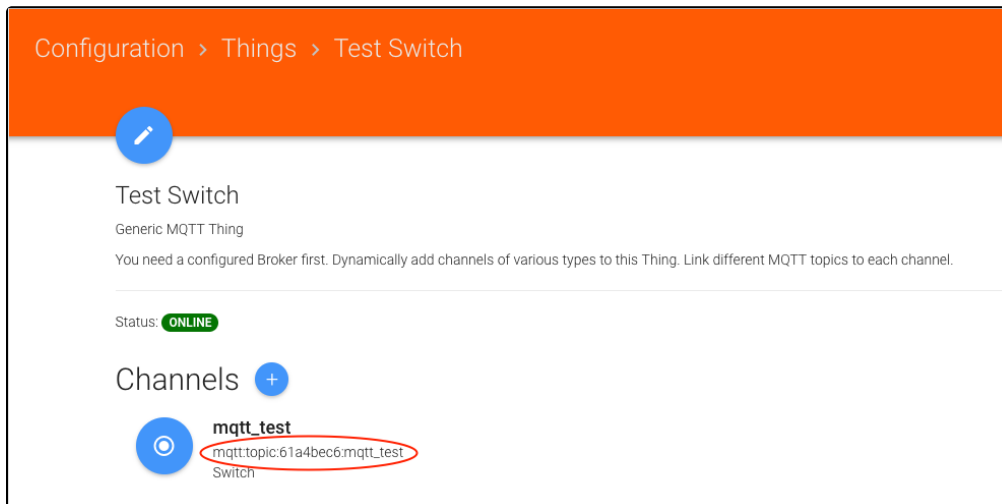 Configuration > Things > Test Switch
Test Switch
Generic MQTT Thing
You need a configured Broker first. Dynamically add channels of various types to this Thing. Link different MQTT topics to each channel.
Status: ONLINE
Channels +
mqtt_test
mqtt:topic:61a4bec6:mqtt_test
Switch